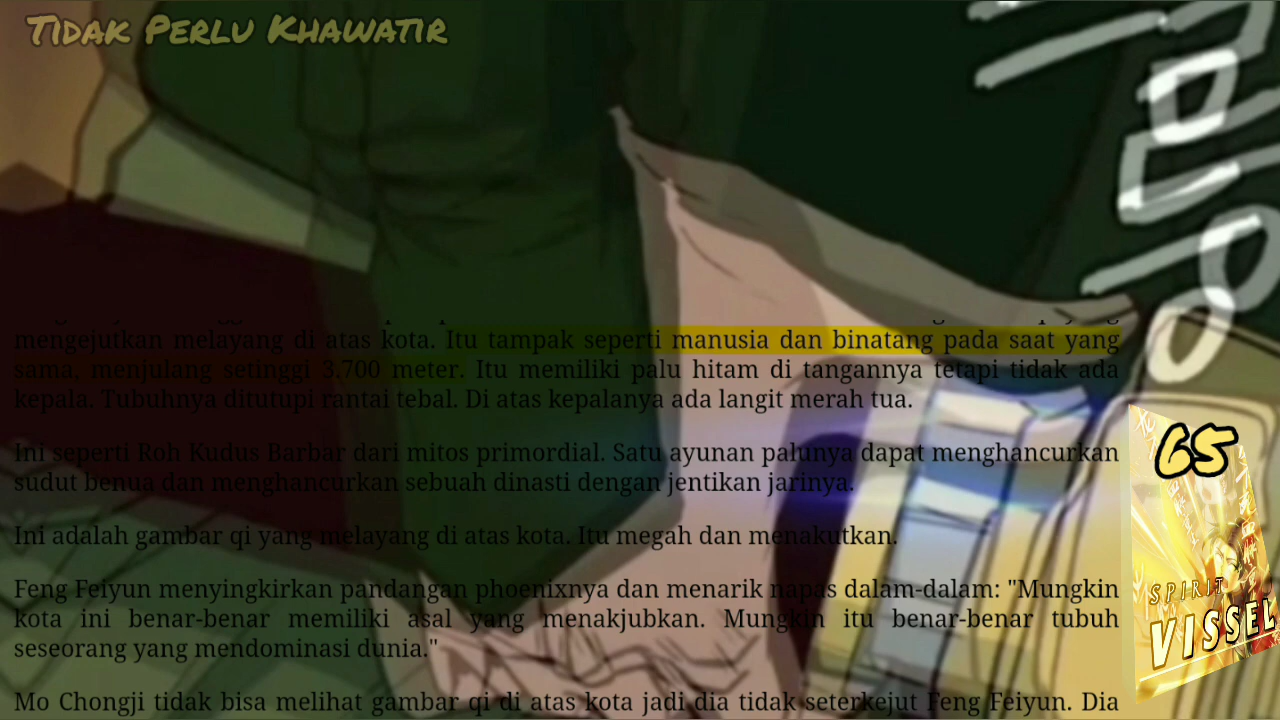 Tidak Perlu Khawatir
mengejutkan melayang di atas kota. Itu tampak seperti manusia dan binatang pada saat yang
sama, menjulang setinggi 3.700 meter. Itu memiliki palu hitam di tangannya tetapi tidak ada
kepala. Tubuhnya ditutupi rantai tebal. Di atas kepalanya ada langit merah tua.
Ini seperti Roh Kudus Barbar dari mitos primordial. Satu ayunan palunya dapat menghancurkan
sudut benua dan menghancurkan sebuah dinasti dengan jentikan jarinya.
Ini adalah gambar qi yang melayang di atas kota. Itu megah dan menakutkan.
Feng Feiyun menyingkirkan pandangan phoenixnya dan menarik napas dalam-dalam: "Mungkin
kota ini benar-benar memiliki asal yang menakjubkan. Mungkin itu benar-benar tubuh
seseorang yang mendominasi dunia."
Mo Chongji tidak bisa melihat gambar qi di atas kota jadi dia tidak seterkejut Feng Feiyun. Dia
65
SPIRIT
VISSEL